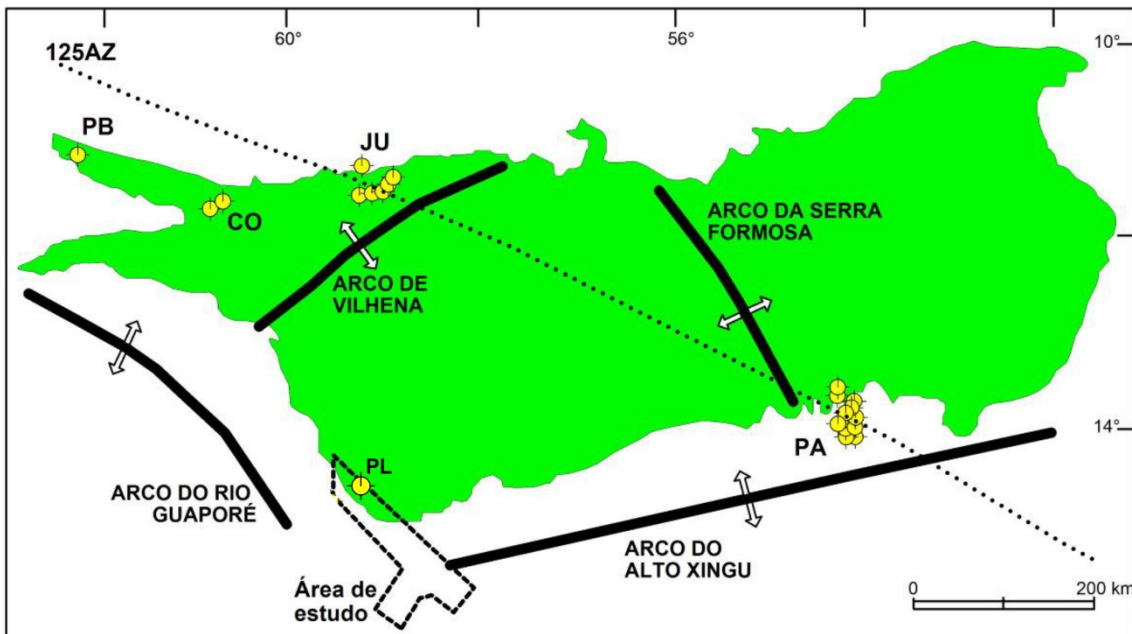 60°
56°
10°
125AZ
PB
JU
CO
ARCO DA SERRA
FORMOSA
ARCO DE
VILHENA
14°
PA
PL
ARCO DO RIO
GUAPORÉ
ARCO DO
ALTO XINGU
Área de
estudo
0
200 km